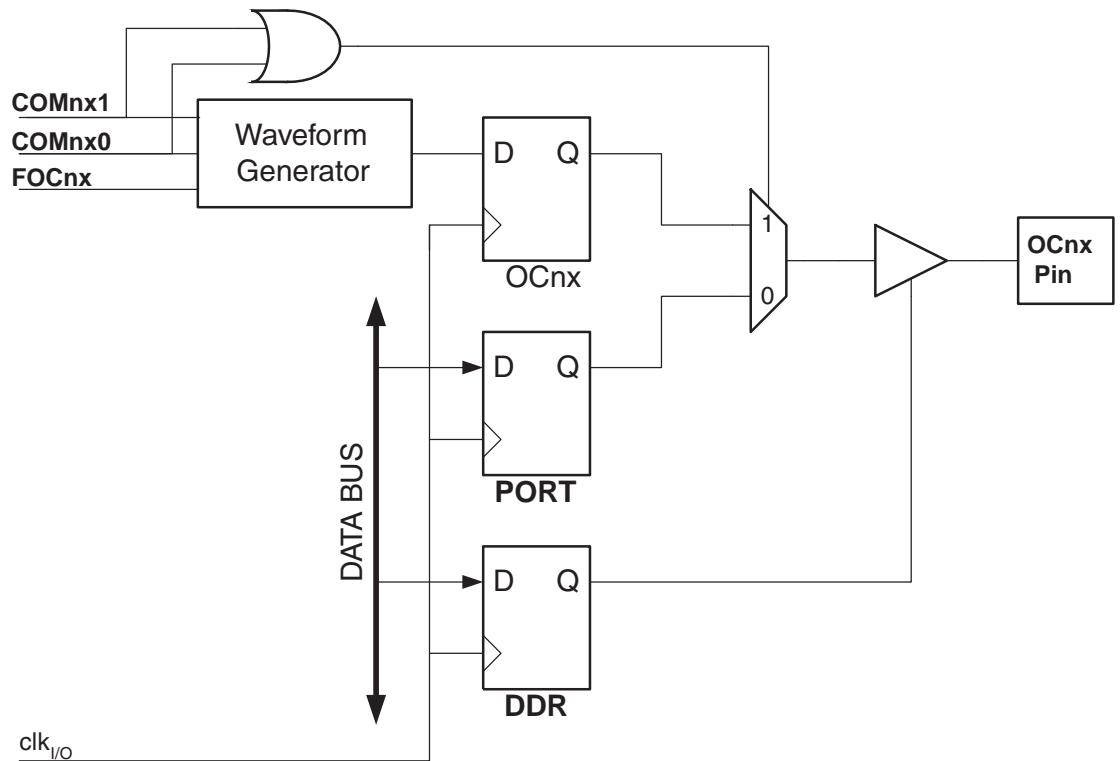 COMnx1
COMnx0
FOCnx
Waveform
Generator
D Q
OCnx
1
0
OCnx
Pin
DATA BUS
D Q
PORT
D Q
DDR
clkI/O